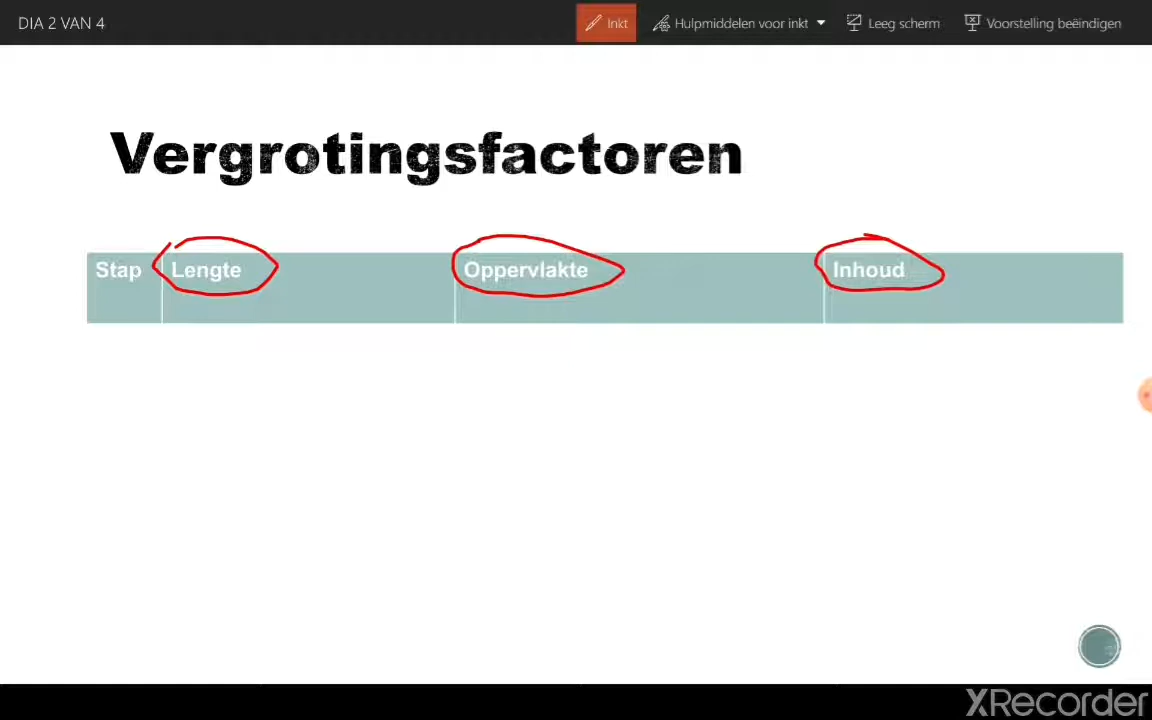 DIA 2 VAN 4 Inkt Hulpmiddelen voor inkt Leeg scherm Voorstelling beëindigen
Vergrotingsfactoren
Stap Lengte Oppervlakte Inhoud
XRecorder